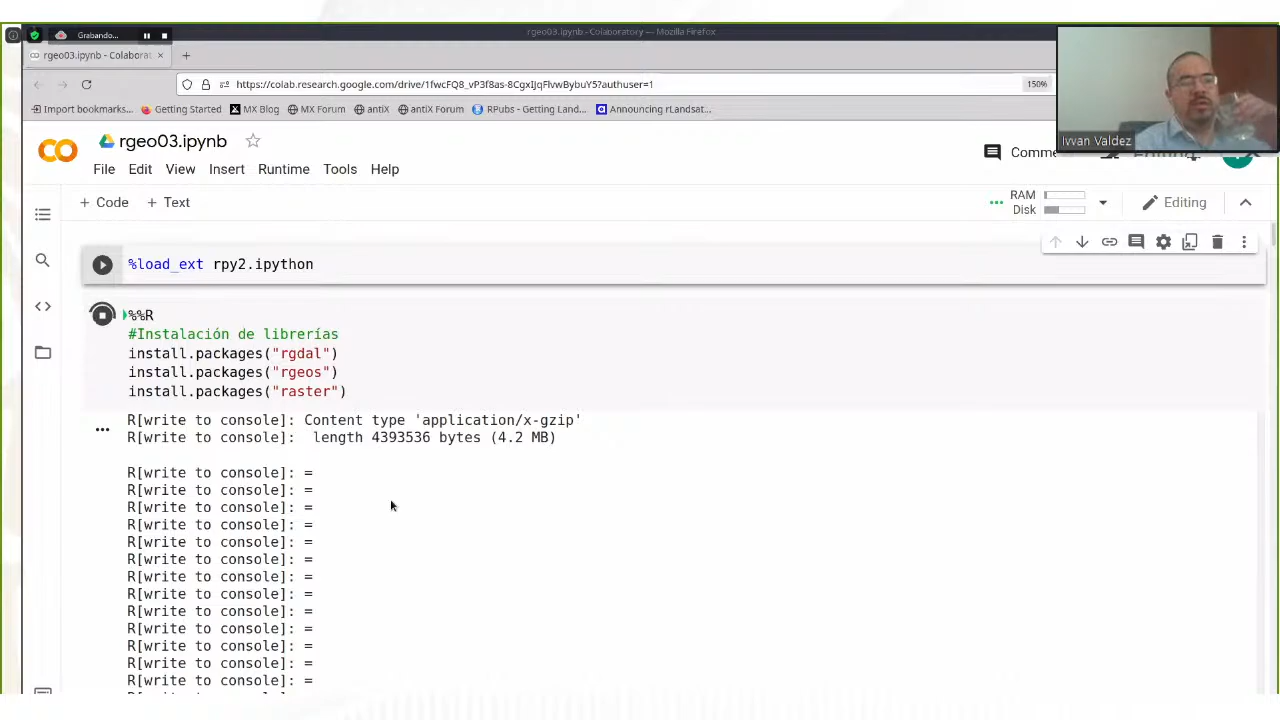 Grabando...
rgeo03.ipynb - Colaboratory — Mozilla Firefox
rgeo03.ipynb - Colaborat
https://colab.research.google.com/drive/1fwcFQ8_vP3f8as-8CgxIJqFlvwBybuY5?authuser=1
150%
Import bookmarks...
Getting Started
MX Blog
MX Forum
antiX
antiX Forum
RPubs - Getting Land...
Announcing rLandsat...
Ivvan Valdez
rgeo03.ipynb
Comme
File Edit View Insert Runtime Tools Help
+ Code + Text
RAM
Disk
Editing
%load_ext rpy2.ipython
%%R
#Instalación de librerías
install.packages("rgdal")
install.packages("rgeos")
install.packages("raster")
R[write to console]: Content type 'application/x-gzip'
R[write to console]:  length 4393536 bytes (4.2 MB)
R[write to console]: =
R[write to console]: =
R[write to console]: =
R[write to console]: =
R[write to console]: =
R[write to console]: =
R[write to console]: =
R[write to console]: =
R[write to console]: =
R[write to console]: =
R[write to console]: =
R[write to console]: =
R[write to console]: =